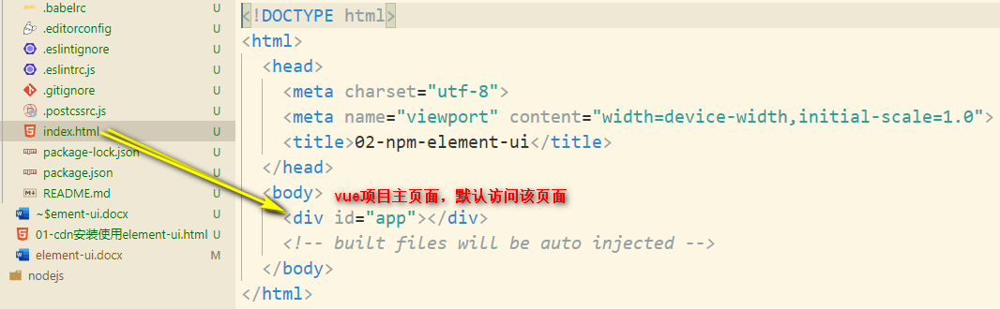 .babelrc U
.editorconfig U
.eslintignore U
.eslintrc.js U
.gitignore U
.postcssrc.js U
index.html U
package-lock.json U
package.json U
README.md U
~$ement-ui.docx U
01-cdn安装使用element-ui.html U
element-ui.docx M
nodejs
<!DOCTYPE html>
<html>
<head>
<meta charset="utf-8">
<meta name="viewport" content="width=device-width,initial-scale=1.0">
<title>02-npm-element-ui</title>
</head>
<body> vue项目主页面，默认访问该页面
<div id="app"></div>
<!-- built files will be auto injected -->
</body>
</html>